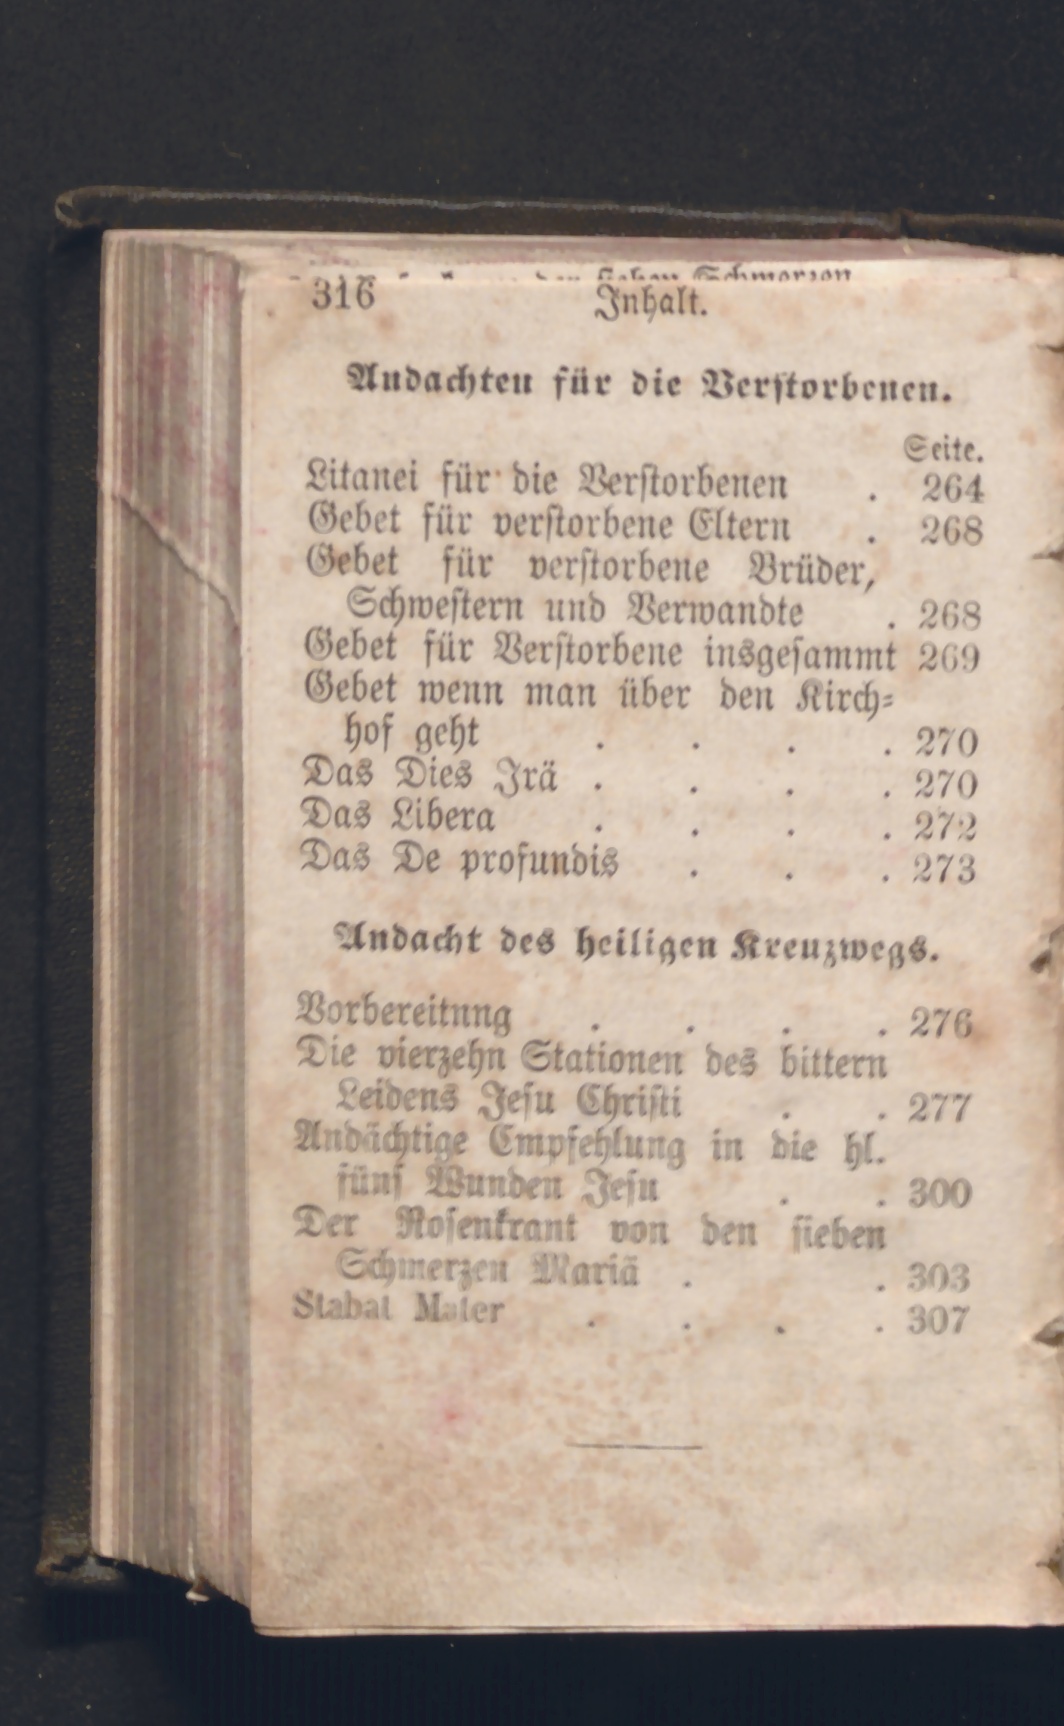 316 Inhalt.
Andachten für die Verstorbenen.
Seite.
Litanei für die Verstorbenen . 264
Gebet für verstorbene Eltern . 268
Gebet für verstorbene Brüder,
Schwestern und Verwandte . 268
Gebet für Verstorbene insgesammt 269
Gebet wenn man über den Kirch-
hof geht . . . . 270
Das Dies Irä . . . . 270
Das Libera . . . . 272
Das De profundis . . . 273
Andacht des heiligen Kreuzwegs.
Vorbereitung . . . . 276
Die vierzehn Stationen des bittern
Leidens Jesu Christi . . 277
Andächtige Empfehlung in die hl.
fünf Wunden Jesu . . 300
Der Rosenkrant von den sieben
Schmerzen Mariä . . 303
Stabat Mater . . . . 307